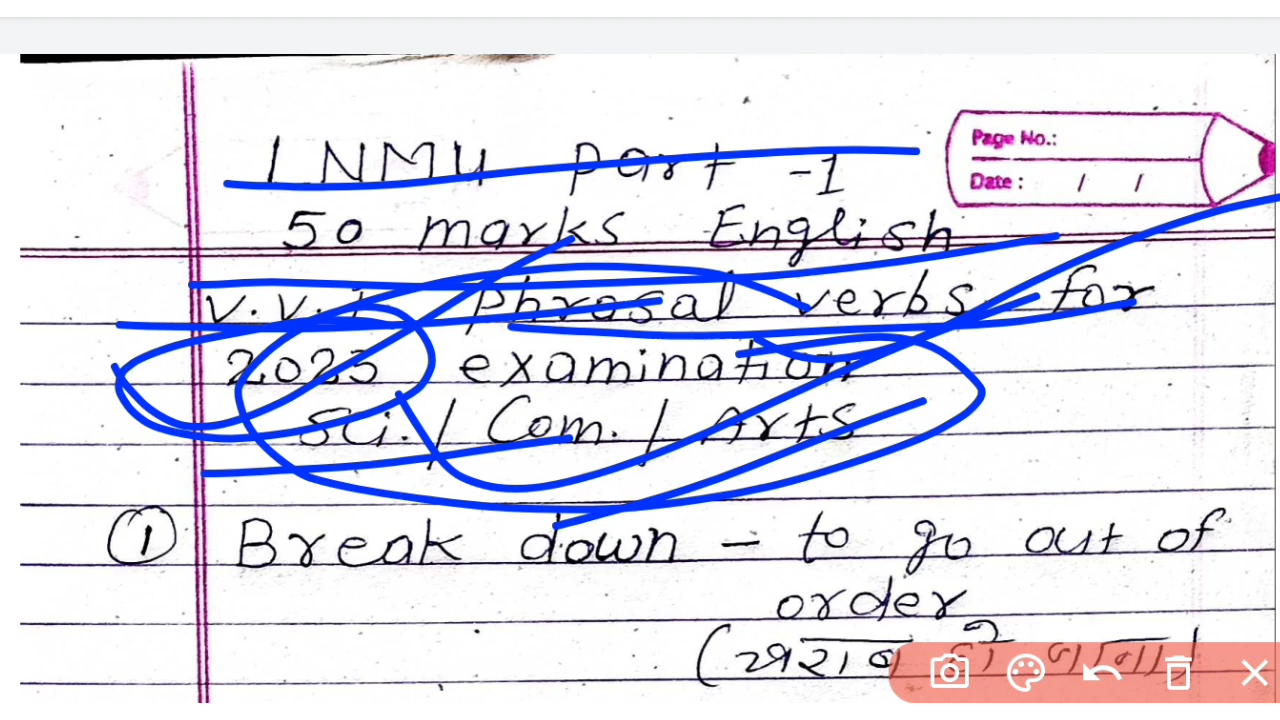 Page No.:
Date : / /
LNMU Part -1
50 marks English
V.V.I Phrasal verbs for
2023 examination
Sci. / Com. / Arts
① Break down - to go out of
order
(खराब हो जाना)